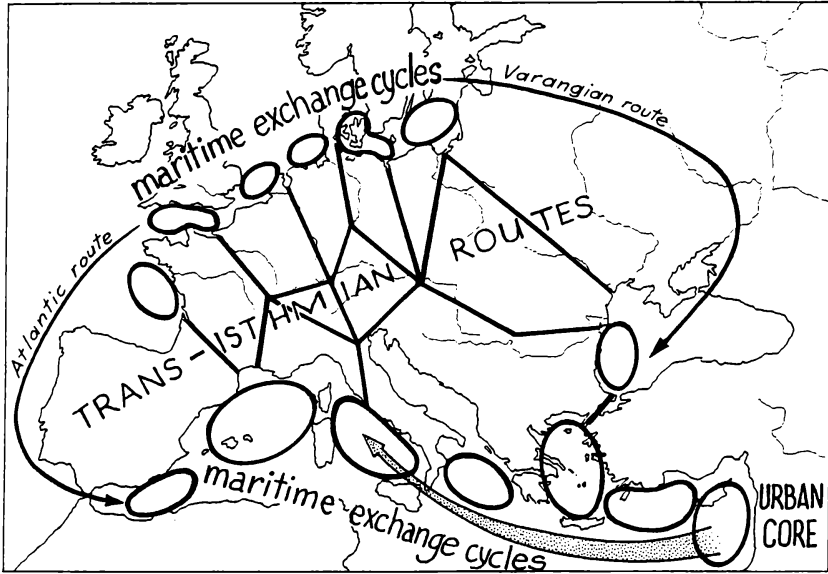 maritime exchange cycles
Varangian route
Atlantic route
TRANS-ISTHMIAN ROUTES
maritime exchange cycles
URBAN
CORE